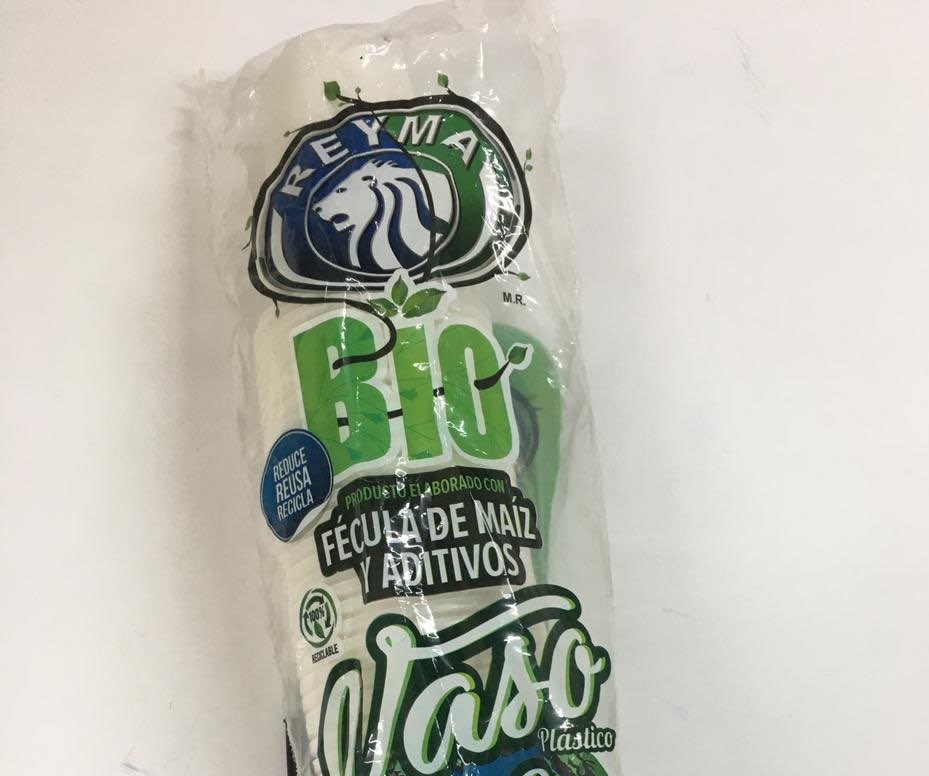 REYMA
M.R.
BIO
REDUCE
REUSA
RECICLA
PRODUCTO ELABORADO CON
FÉCULA DE MAÍZ
Y ADITIVOS
100%
RECICLABLE
Vaso
Plástico